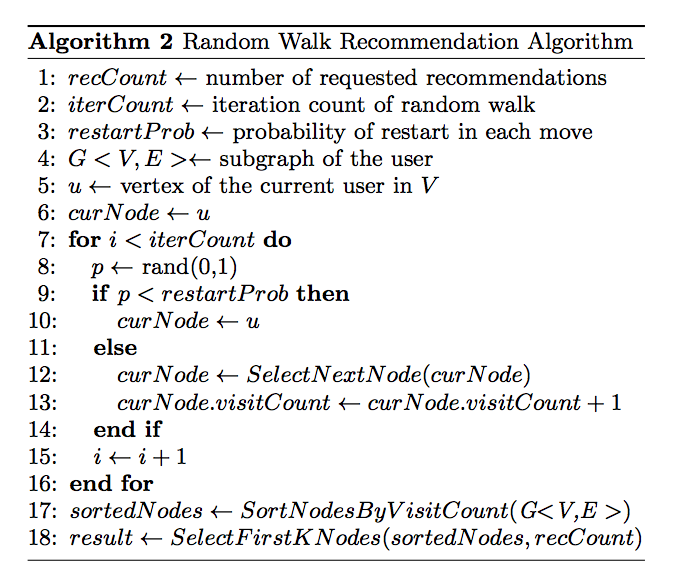 Algorithm 2 Random Walk Recommendation Algorithm
1: recCount ← number of requested recommendations
2: iterCount ← iteration count of random walk
3: restartProb ← probability of restart in each move
4: G < V, E >← subgraph of the user
5: u ← vertex of the current user in V
6: curNode ← u
7: for i < iterCount do
8: p ← rand(0,1)
9: if p < restartProb then
10: curNode ← u
11: else
12: curNode ← SelectNextNode(curNode)
13: curNode.visitCount ← curNode.visitCount + 1
14: end if
15: i ← i + 1
16: end for
17: sortedNodes ← SortNodesByVisitCount(G< V,E >)
18: result ← SelectFirstKNodes(sortedNodes, recCount)